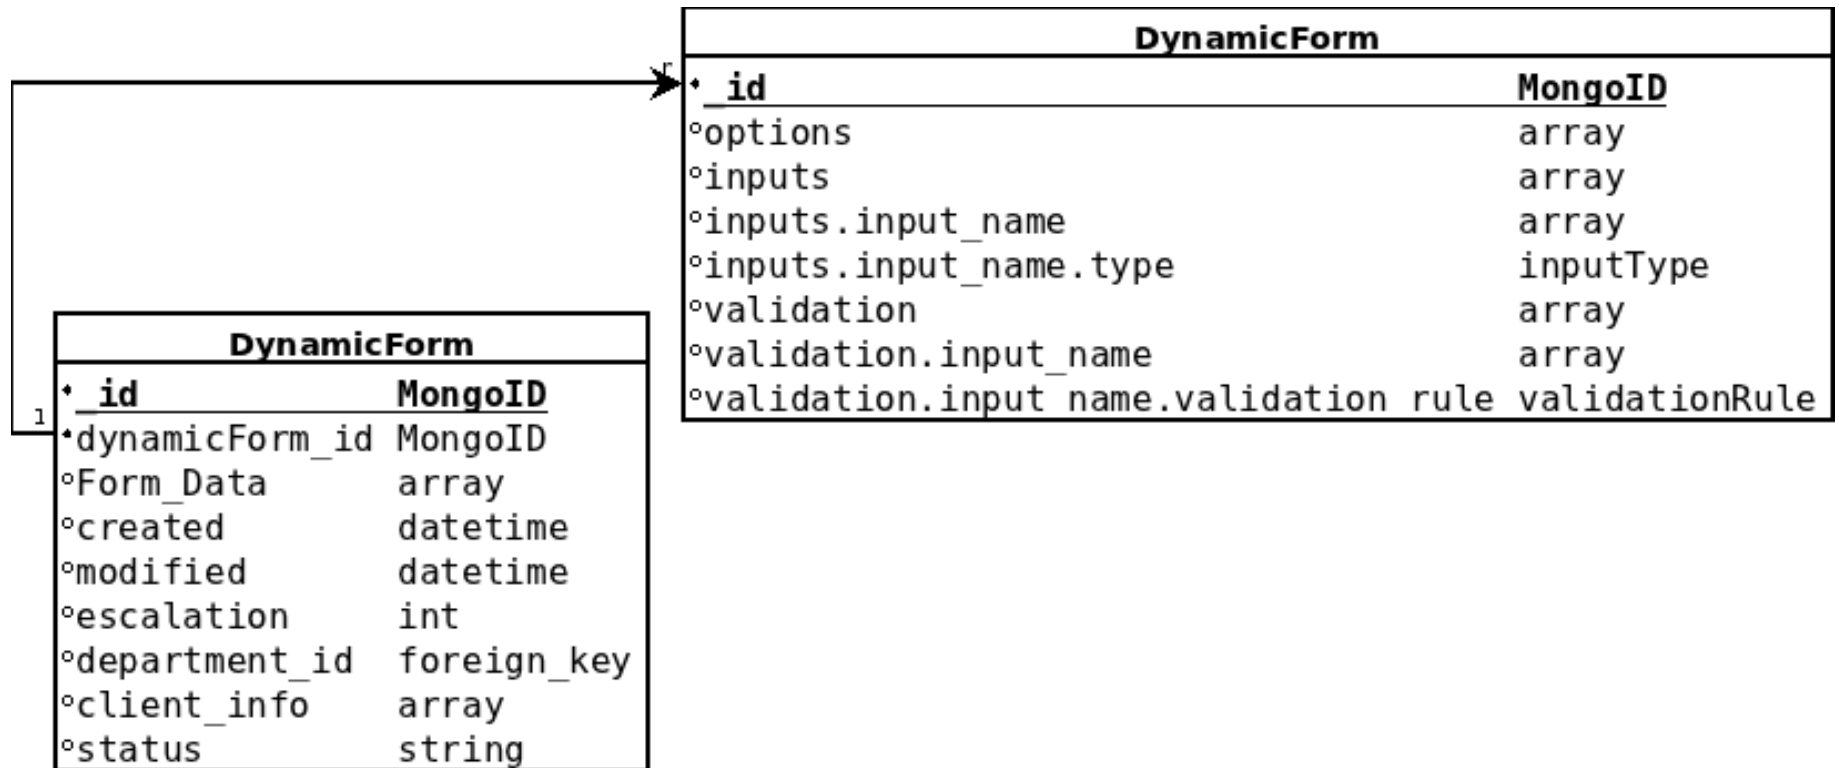 DynamicForm
_id MongoID
options array
inputs array
inputs.input_name array
inputs.input_name.type inputType
validation array
validation.input_name array
validation.input_name.validation_rule validationRule
r
DynamicForm
_id MongoID
dynamicForm_id MongoID
Form_Data array
created datetime
modified datetime
escalation int
department_id foreign_key
client_info array
status string
1